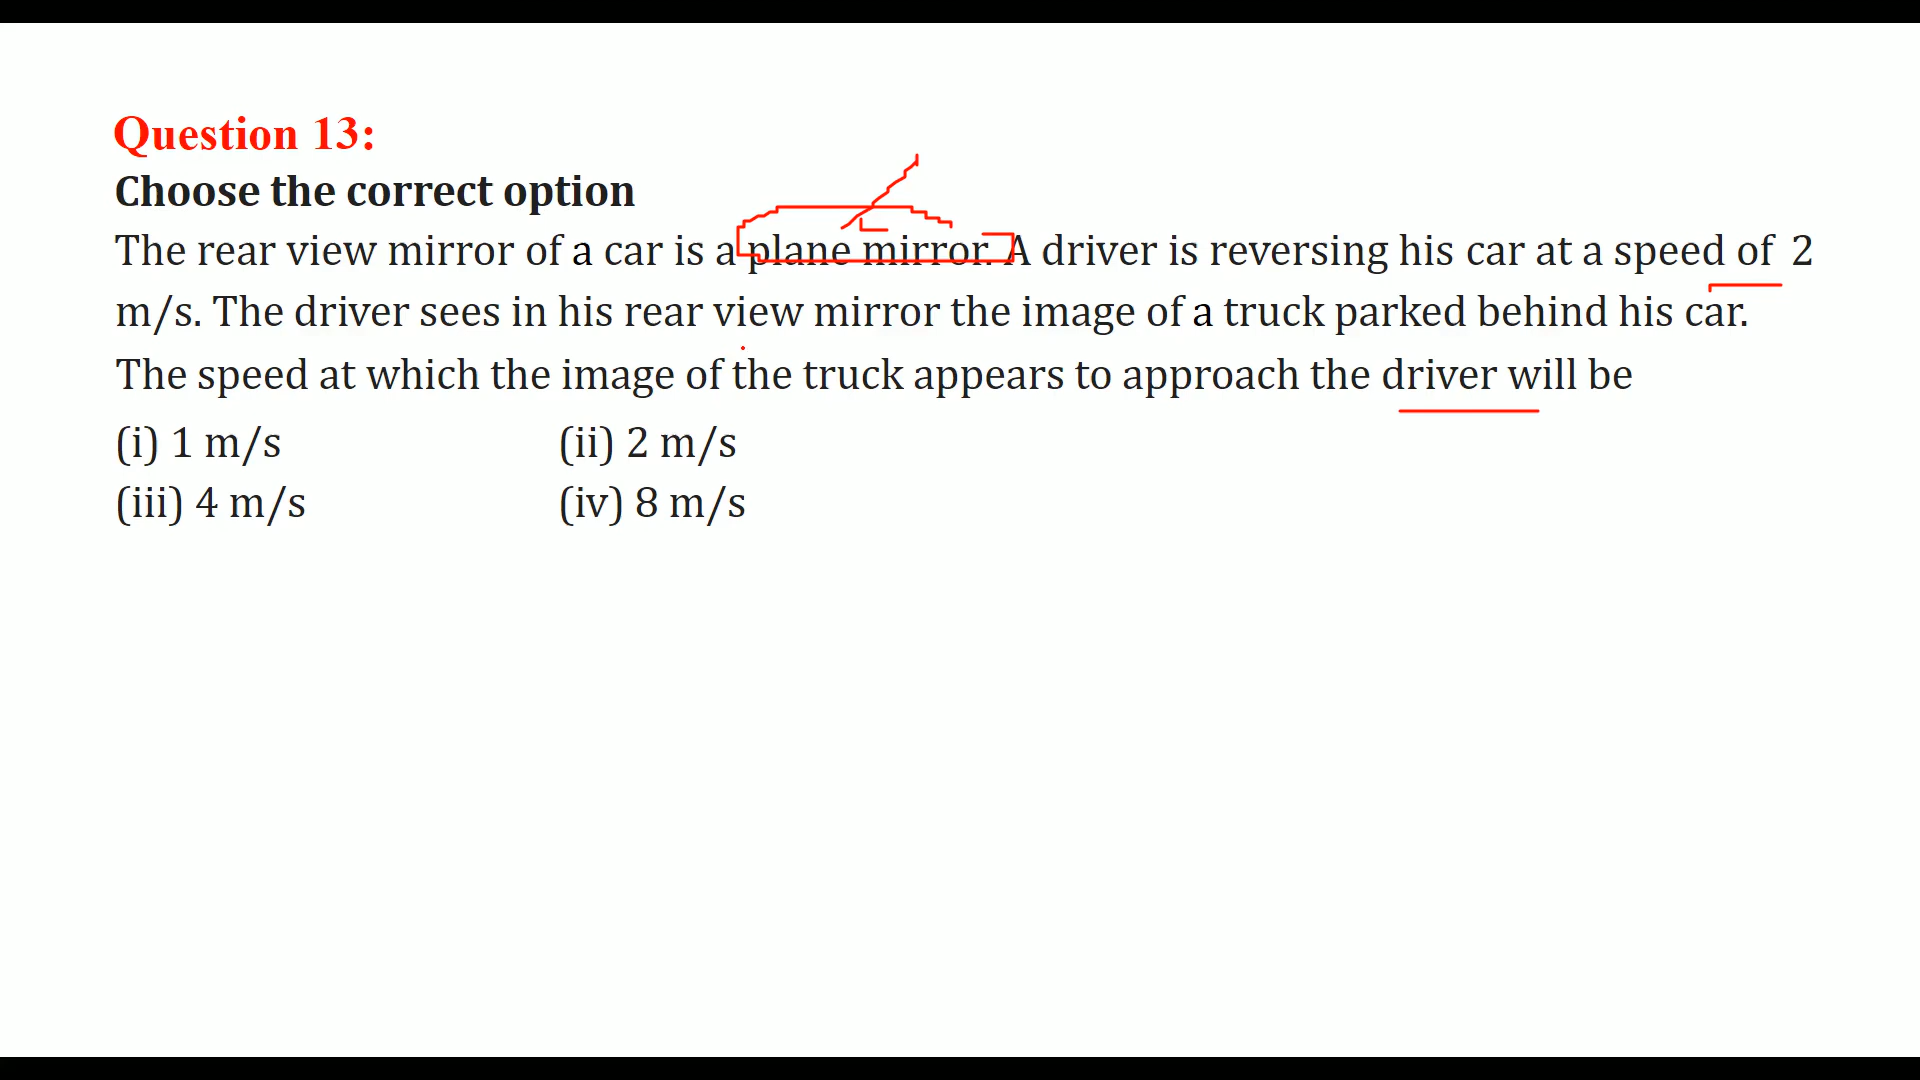 Question 13:
Choose the correct option
The rear view mirror of a car is a plane mirror. A driver is reversing his car at a speed of 2
m/s. The driver sees in his rear view mirror the image of a truck parked behind his car.
The speed at which the image of the truck appears to approach the driver will be
(i) 1 m/s (ii) 2 m/s
(iii) 4 m/s (iv) 8 m/s